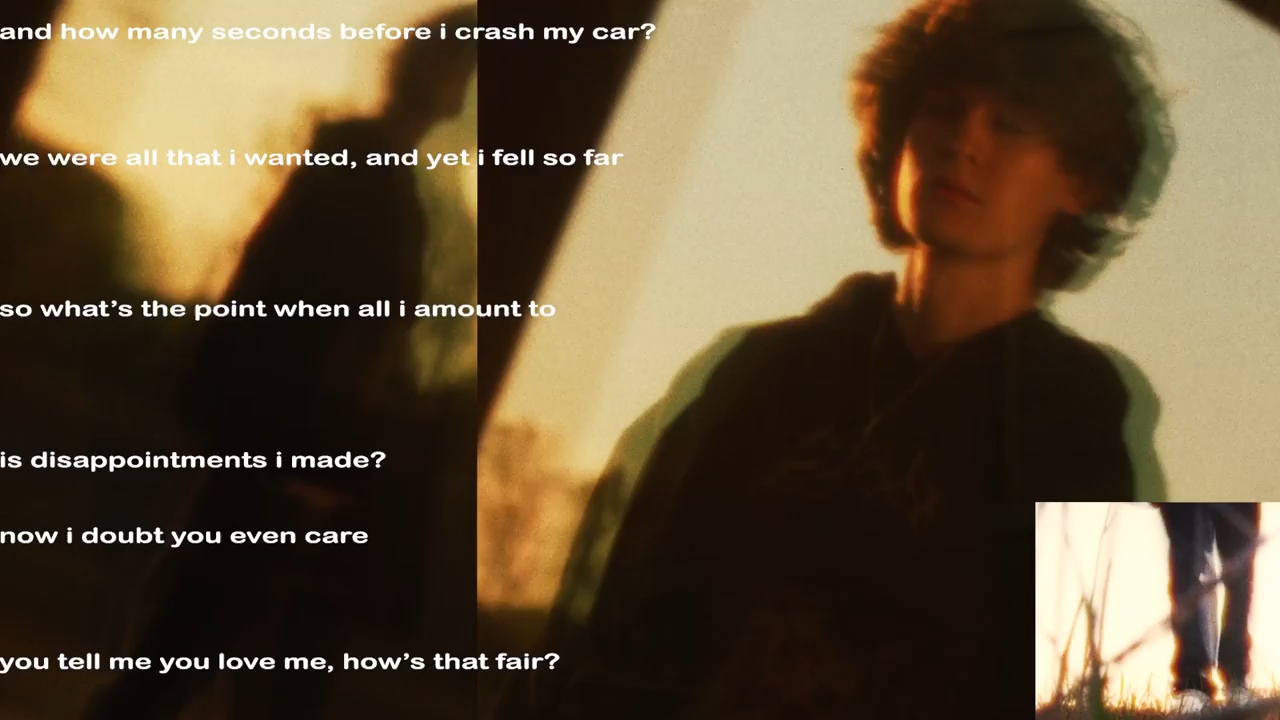 and how many seconds before i crash my car?
we were all that i wanted, and yet i fell so far
so what’s the point when all i amount to
is disappointments i made?
now i doubt you even care
you tell me you love me, how’s that fair?